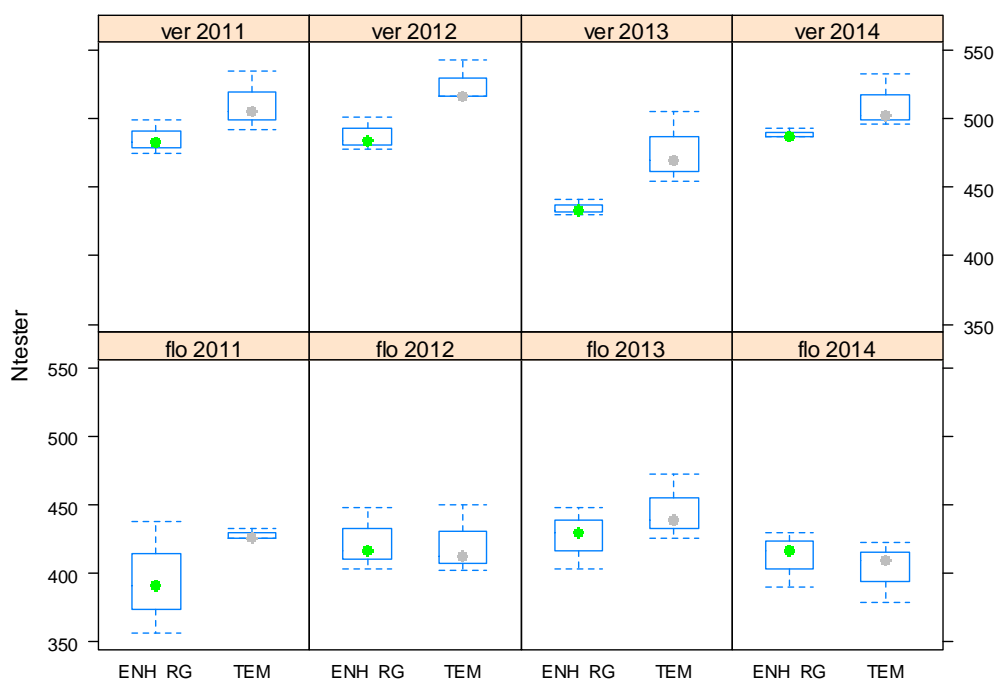 ver 2011 ver 2012 ver 2013 ver 2014
550
500
450
400
350
Ntester
flo 2011 flo 2012 flo 2013 flo 2014
550
500
450
400
350
ENH RG TEM ENH RG TEM ENH RG TEM ENH RG TEM